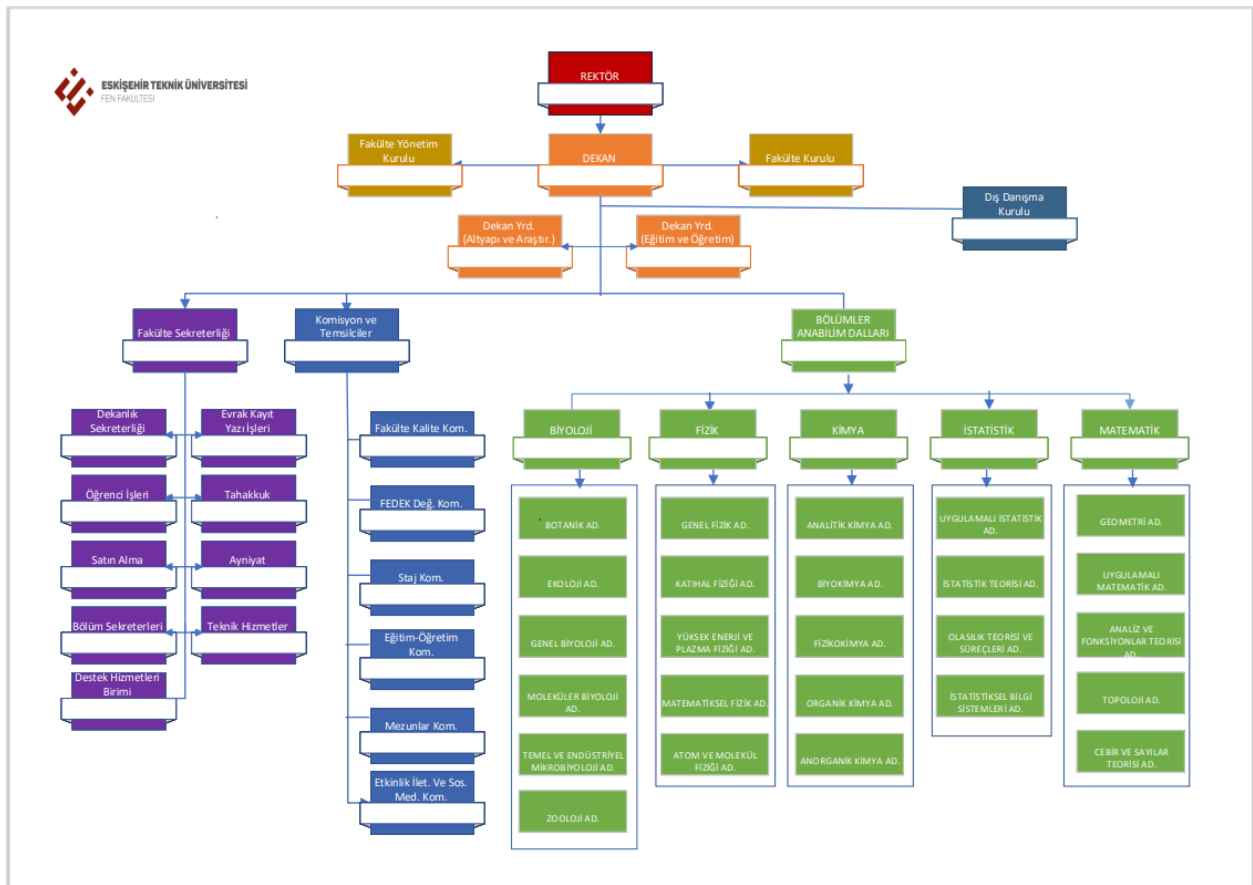 ESKİŞEHİR TEKNİK ÜNİVERSİTESİ
FEN FAKÜLTESİ
REKTÖR
Fakülte Yönetim
Kurulu
DEKAN
Fakülte Kurulu
Dış Danışma
Kurulu
Dekan Yrd.
(Altyapı ve Araştır.)
Dekan Yrd.
(Eğitim ve Öğretim)
Fakülte Sekreterliği
Komisyon ve
Temsilciler
BÖLÜMLER
ANABİLİM DALLARI
Dekanlık
Sekreterliği
Evrak Kayıt
Yazı İşleri
Öğrenci İşleri
Tahakkuk
Satın Alma
Ayniyat
Bölüm Sekreterleri
Teknik Hizmetler
Destek Hizmetleri
Birimi
Fakülte Kalite Kom.
FEDEK Değ. Kom.
Staj Kom.
Eğitim-Öğretim
Kom.
Mezunlar Kom.
Etkinlik İlet. Ve Sos.
Med. Kom.
BİYOLOJİ
BOTANİK AD.
EKOLOJİ AD.
GENEL BİYOLOJİ AD.
MOLEKÜLER BİYOLOJİ
AD.
TEMEL VE ENDÜSTRİYEL
MİKROBİYOLOJİ AD.
ZOOLOJİ AD.
FİZİK
GENEL FİZİK AD.
KATIHAL FİZİĞİ AD.
YÜKSEK ENERJİ VE
PLAZMA FİZİĞİ AD.
MATEMATİKSEL FİZİK AD.
ATOM VE MOLEKÜL
FİZİĞİ AD.
KİMYA
ANALİTİK KİMYA AD.
BİYOKİMYA AD.
FİZİKOKİMYA AD.
ORGANİK KİMYA AD.
ANORGANİK KİMYA AD.
İSTATİSTİK
UYGULAMALI İSTATİSTİK
AD.
İSTATİSTİK TEORİSİ AD.
OLASILIK TEORİSİ VE
SÜREÇLERİ AD.
İSTATİSTİKSEL BİLGİ
SİSTEMLERİ AD.
MATEMATİK
GEOMETRİ AD.
UYGULAMALI
MATEMATİK AD.
ANALİZ VE
FONKSİYONLAR TEORİSİ
AD.
TOPOLOJİ AD.
CEBİR VE SAYILAR
TEORİSİ AD.